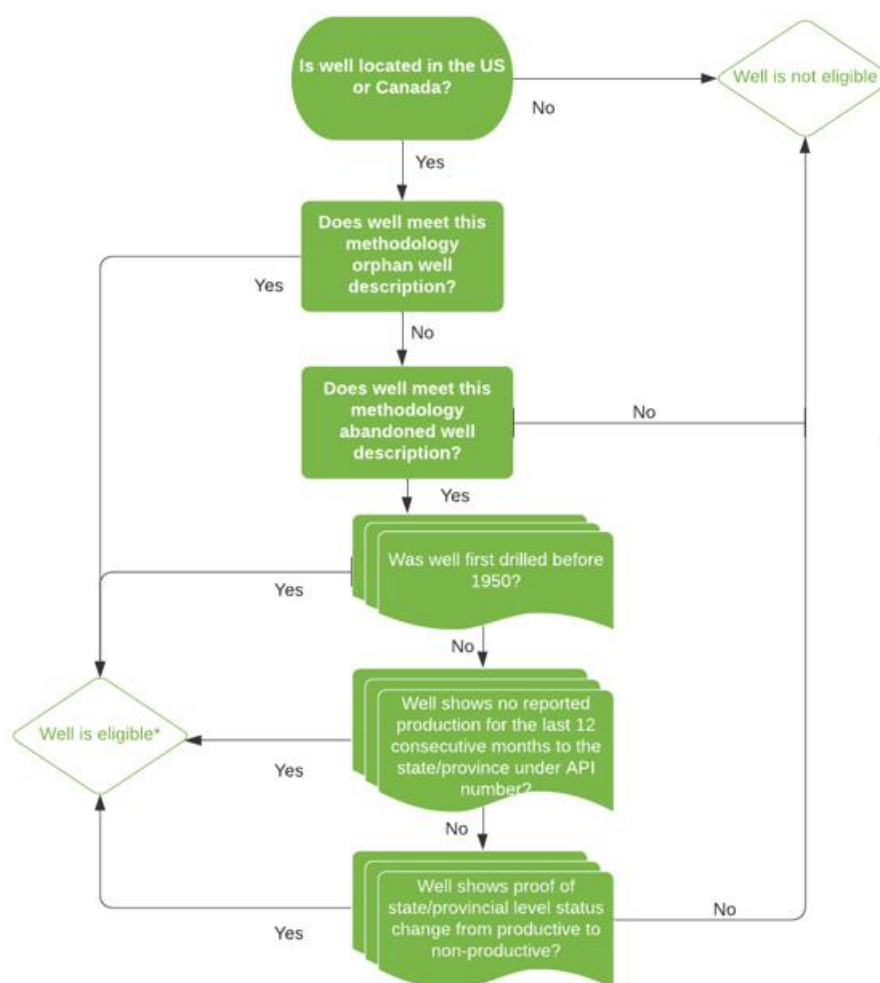 Is well located in the US
or Canada?
Well is not eligible
No
Yes
Does well meet this
methodology
orphan well
description?
Yes
No
Does well meet this
methodology
abandoned well
description?
No
Yes
Was well first drilled before
1950?
Yes
No
Well shows no reported
production for the last 12
consecutive months to the
state/province under API
number?
Well is eligible*
Yes
No
Well shows proof of
state/provincial level status
change from productive to
non-productive?
No
Yes